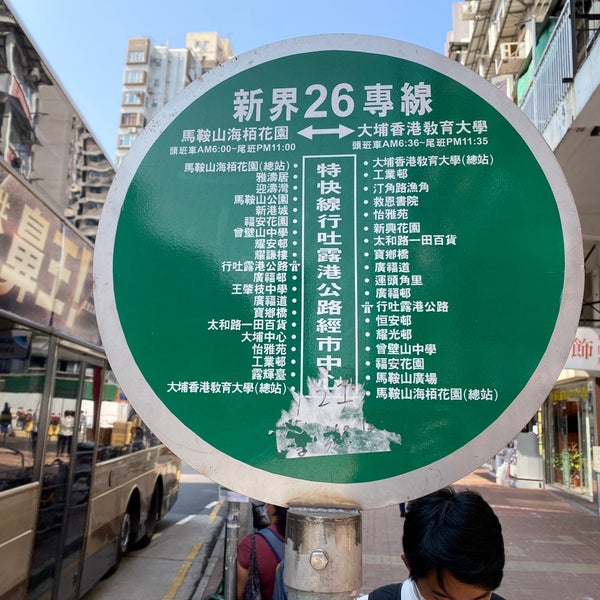 新界26專線
馬鞍山海栢花園 ↔ 大埔香港敎育大學
頭班車AM6:00~尾班PM11:00
頭班車AM6:36~尾班PM11:35
馬鞍山海栢花園(總站)
雅濤居
迎濤灣
馬鞍山公園
新港城
福安花園
曾壁山中學
耀安邨
耀謙樓
行吐露港公路
廣福邨
王肇枝中學
廣福道
寶鄉橋
太和路一田百貨
大埔中心
怡雅苑
工業邨
露輝臺
大埔香港敎育大學(總站)
特快線行吐露港公路經市中心
大埔香港敎育大學(總站)
工業邨
汀角路漁角
救恩書院
怡雅苑
新興花園
太和路一田百貨
寶鄉橋
廣福道
運頭角里
廣福邨
行吐露港公路
恒安邨
耀光邨
曾璧山中學
福安花園
馬鞍山廣場
馬鞍山海栢花園(總站)
鼻王
飾